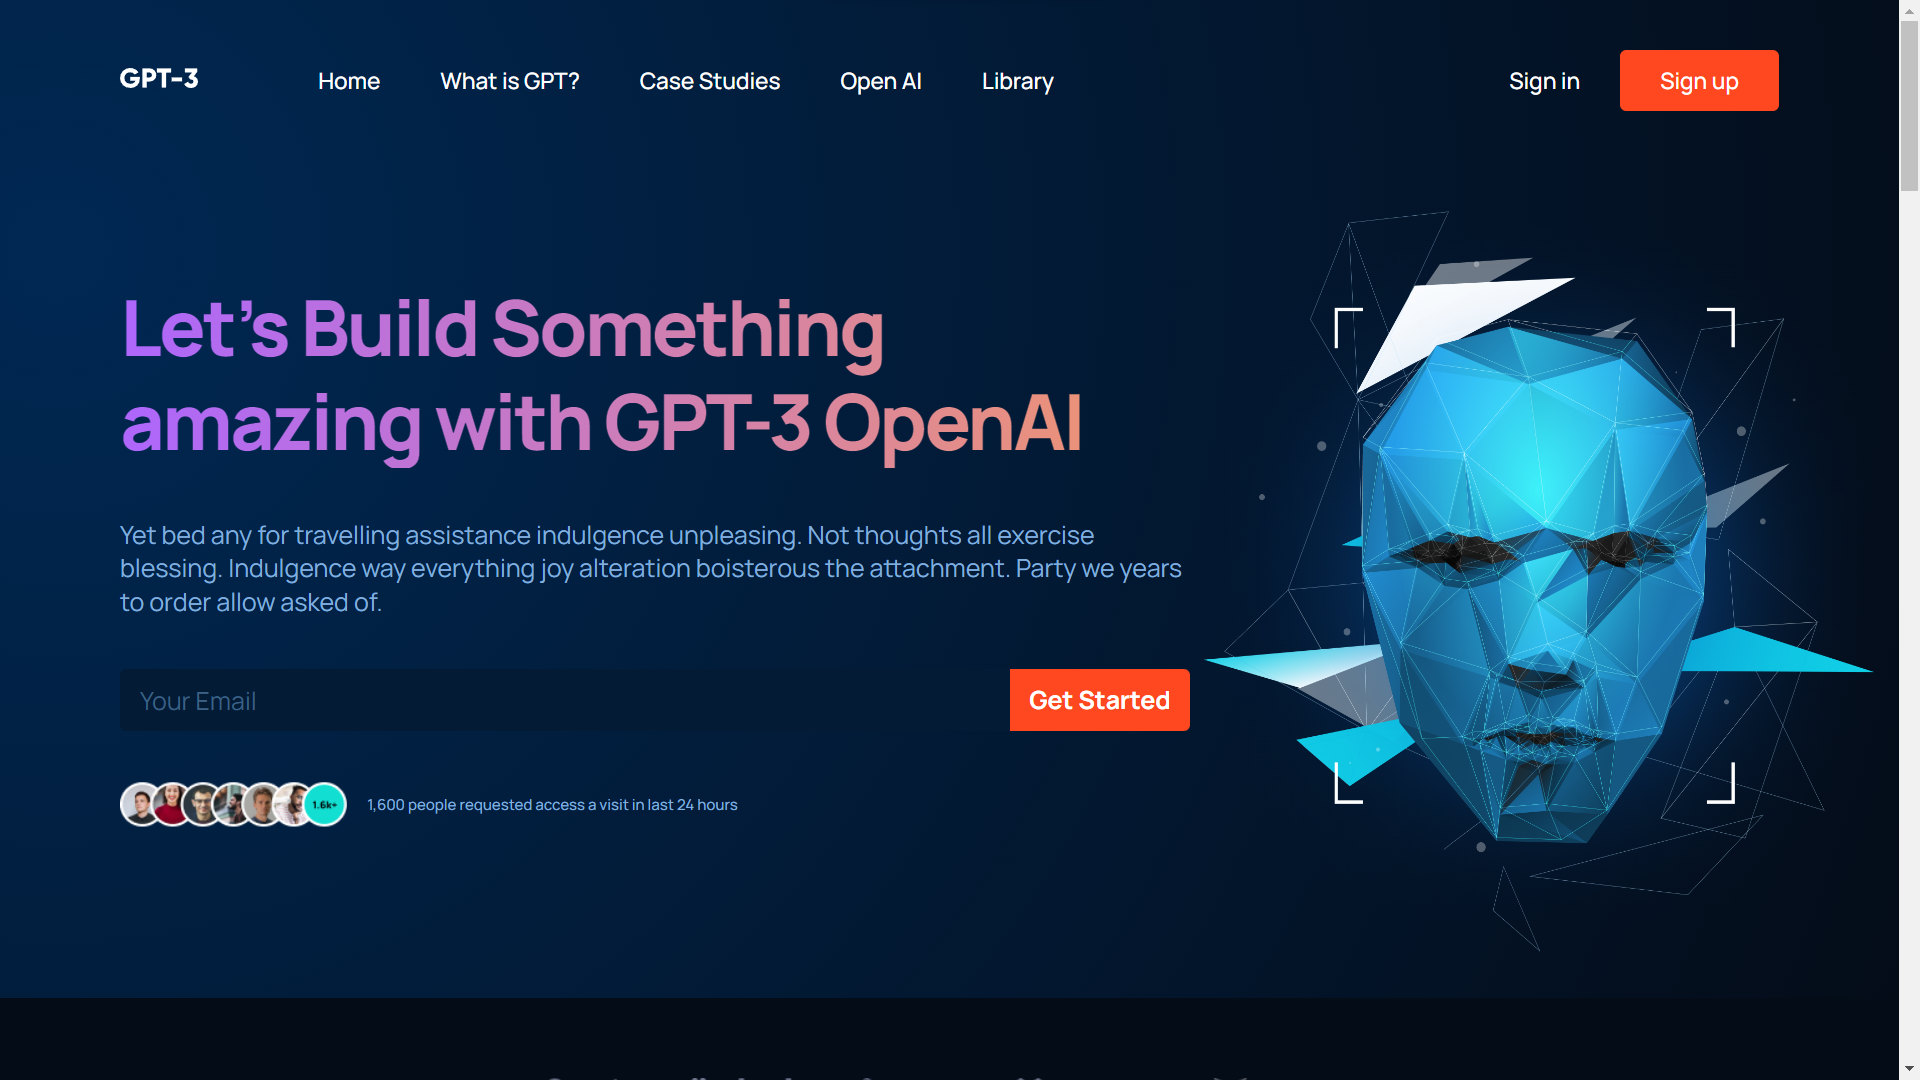 GPT-3
Home
What is GPT?
Case Studies
Open AI
Library
Sign in
Sign up
Let’s Build Something
amazing with GPT-3 OpenAI
Yet bed any for travelling assistance indulgence unpleasing. Not thoughts all exercise
blessing. Indulgence way everything joy alteration boisterous the attachment. Party we years
to order allow asked of.
Your Email
Get Started
1.6k+
1,600 people requested access a visit in last 24 hours